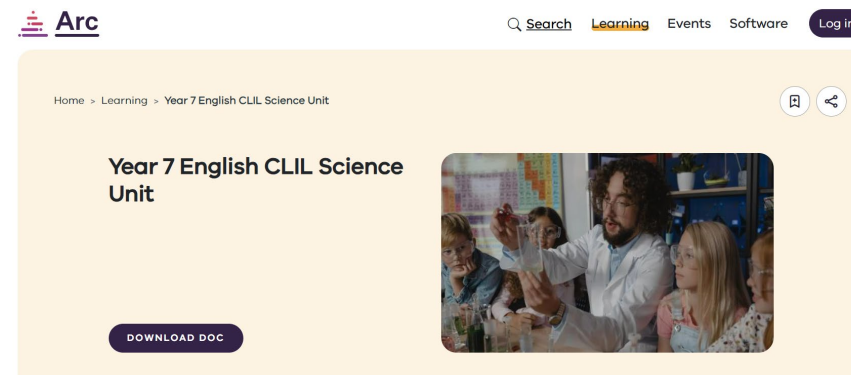 Arc
Search Learning Events Software Log in
Home > Learning > Year 7 English CLIL Science Unit
Year 7 English CLIL Science
Unit
DOWNLOAD DOC